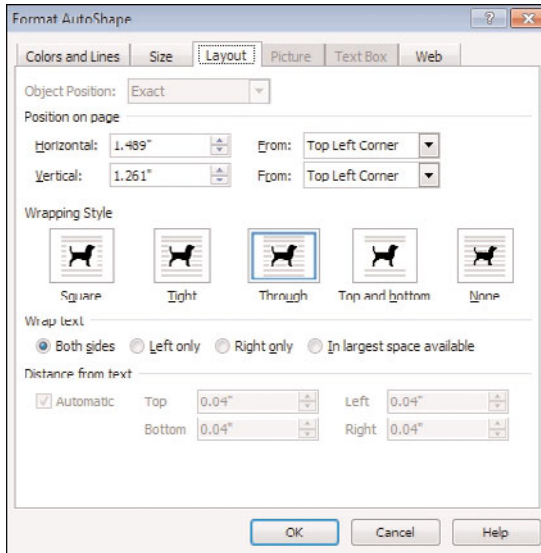 Format AutoShape
Colors and Lines Size Layout Picture Text Box Web
Object Position: Exact
Position on page
Horizontal: 1.489" From: Top Left Corner
Vertical: 1.261" From: Top Left Corner
Wrapping Style
Square Tight Through Top and bottom None
Wrap text
Both sides Left only Right only In largest space available
Distance from text
Automatic Top 0.04" Left 0.04"
Bottom 0.04" Right 0.04"
OK Cancel Help